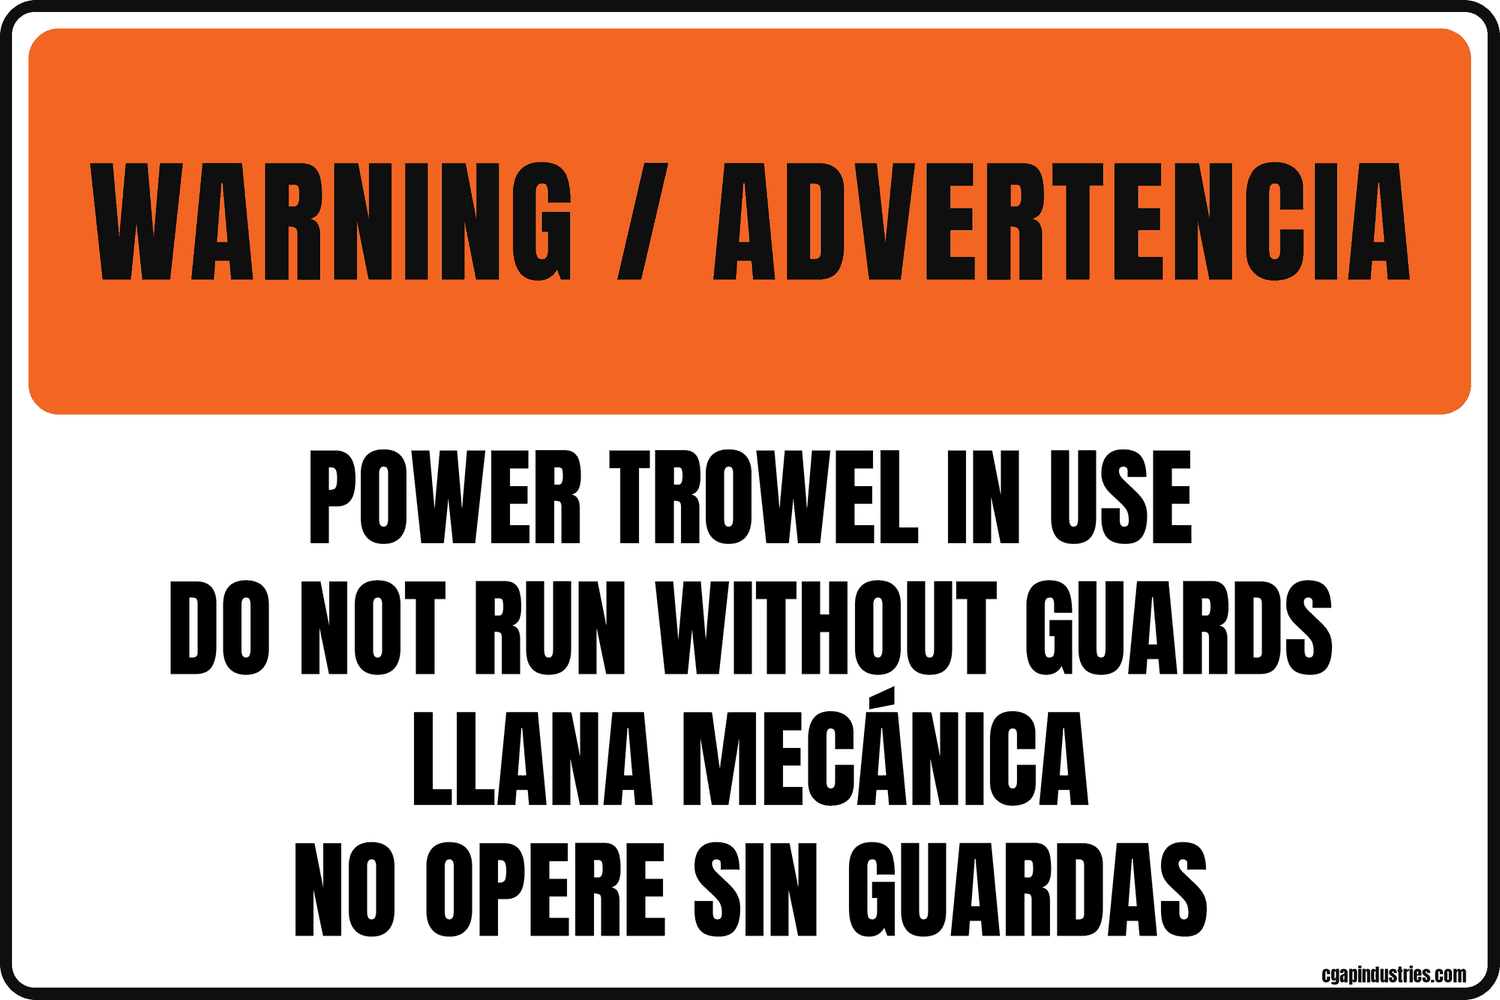 WARNING / ADVERTENCIA
POWER TROWEL IN USE
DO NOT RUN WITHOUT GUARDS
LLANA MECÁNICA
NO OPERE SIN GUARDAS
cgapindustries.com